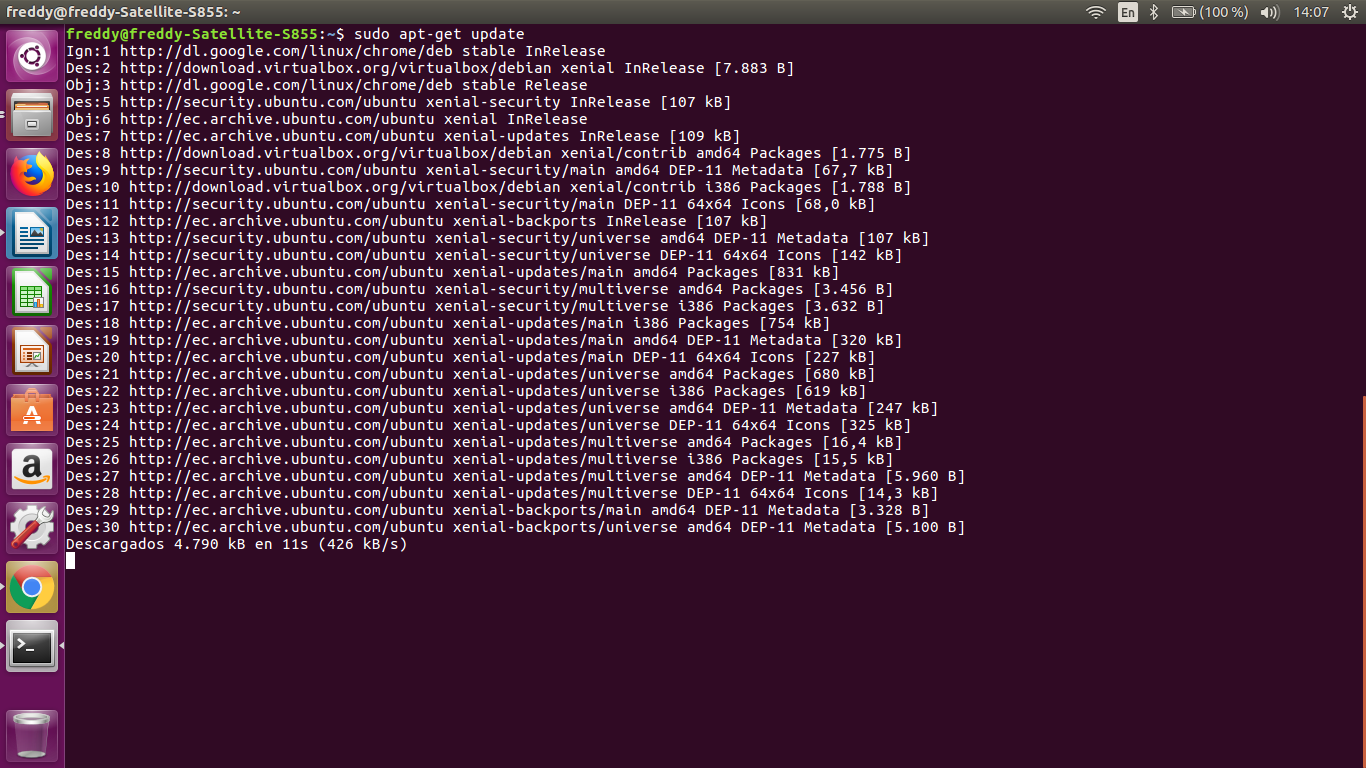 freddy@freddy-Satellite-S855: ~
En
(100 %)
14:07
freddy@freddy-Satellite-S855:~$ sudo apt-get update
Ign:1 http://dl.google.com/linux/chrome/deb stable InRelease
Des:2 http://download.virtualbox.org/virtualbox/debian xenial InRelease [7.883 B]
Obj:3 http://dl.google.com/linux/chrome/deb stable Release
Des:5 http://security.ubuntu.com/ubuntu xenial-security InRelease [107 kB]
Obj:6 http://ec.archive.ubuntu.com/ubuntu xenial InRelease
Des:7 http://ec.archive.ubuntu.com/ubuntu xenial-updates InRelease [109 kB]
Des:8 http://download.virtualbox.org/virtualbox/debian xenial/contrib amd64 Packages [1.775 B]
Des:9 http://security.ubuntu.com/ubuntu xenial-security/main amd64 DEP-11 Metadata [67,7 kB]
Des:10 http://download.virtualbox.org/virtualbox/debian xenial/contrib i386 Packages [1.788 B]
Des:11 http://security.ubuntu.com/ubuntu xenial-security/main DEP-11 64x64 Icons [68,0 kB]
Des:12 http://ec.archive.ubuntu.com/ubuntu xenial-backports InRelease [107 kB]
Des:13 http://security.ubuntu.com/ubuntu xenial-security/universe amd64 DEP-11 Metadata [107 kB]
Des:14 http://security.ubuntu.com/ubuntu xenial-security/universe DEP-11 64x64 Icons [142 kB]
Des:15 http://ec.archive.ubuntu.com/ubuntu xenial-updates/main amd64 Packages [831 kB]
Des:16 http://security.ubuntu.com/ubuntu xenial-security/multiverse amd64 Packages [3.456 B]
Des:17 http://security.ubuntu.com/ubuntu xenial-security/multiverse i386 Packages [3.632 B]
Des:18 http://ec.archive.ubuntu.com/ubuntu xenial-updates/main i386 Packages [754 kB]
Des:19 http://ec.archive.ubuntu.com/ubuntu xenial-updates/main amd64 DEP-11 Metadata [320 kB]
Des:20 http://ec.archive.ubuntu.com/ubuntu xenial-updates/main DEP-11 64x64 Icons [227 kB]
Des:21 http://ec.archive.ubuntu.com/ubuntu xenial-updates/universe amd64 Packages [680 kB]
Des:22 http://ec.archive.ubuntu.com/ubuntu xenial-updates/universe i386 Packages [619 kB]
Des:23 http://ec.archive.ubuntu.com/ubuntu xenial-updates/universe amd64 DEP-11 Metadata [247 kB]
Des:24 http://ec.archive.ubuntu.com/ubuntu xenial-updates/universe DEP-11 64x64 Icons [325 kB]
Des:25 http://ec.archive.ubuntu.com/ubuntu xenial-updates/multiverse amd64 Packages [16,4 kB]
Des:26 http://ec.archive.ubuntu.com/ubuntu xenial-updates/multiverse i386 Packages [15,5 kB]
Des:27 http://ec.archive.ubuntu.com/ubuntu xenial-updates/multiverse amd64 DEP-11 Metadata [5.960 B]
Des:28 http://ec.archive.ubuntu.com/ubuntu xenial-updates/multiverse DEP-11 64x64 Icons [14,3 kB]
Des:29 http://ec.archive.ubuntu.com/ubuntu xenial-backports/main amd64 DEP-11 Metadata [3.328 B]
Des:30 http://ec.archive.ubuntu.com/ubuntu xenial-backports/universe amd64 DEP-11 Metadata [5.100 B]
Descargados 4.790 kB en 11s (426 kB/s)